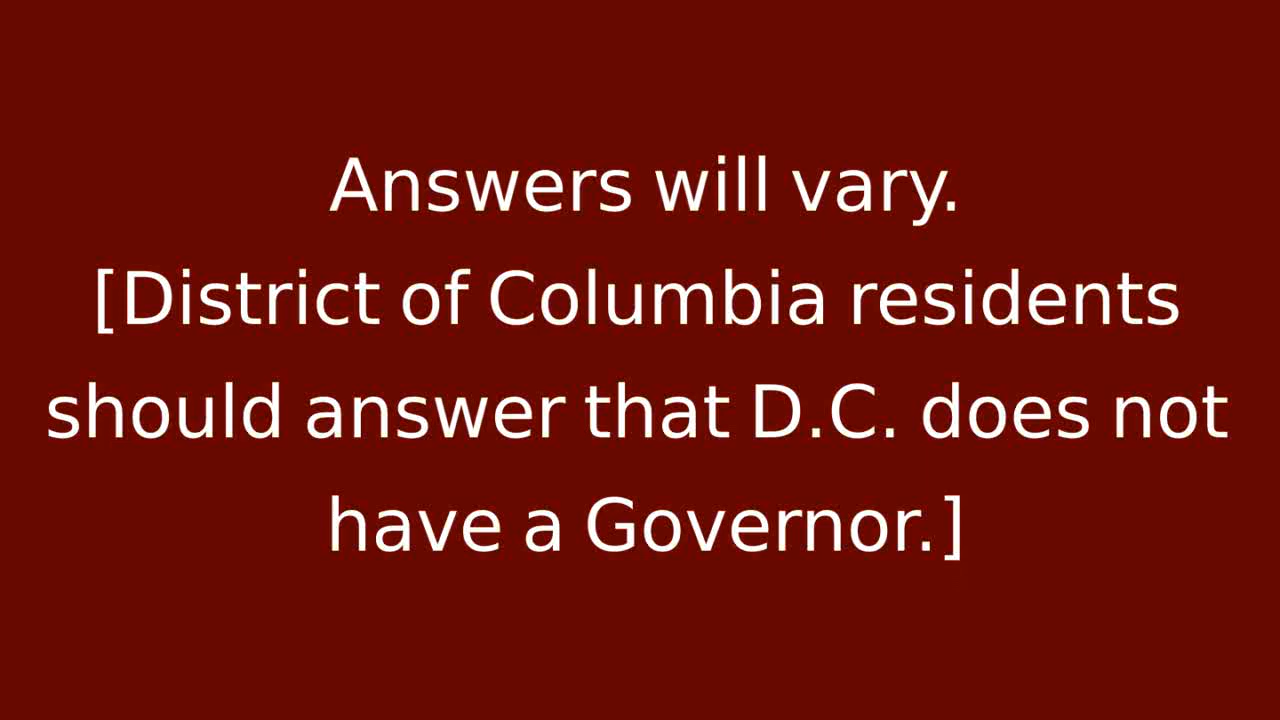 Answers will vary.
[District of Columbia residents
should answer that D.C. does not
have a Governor.]